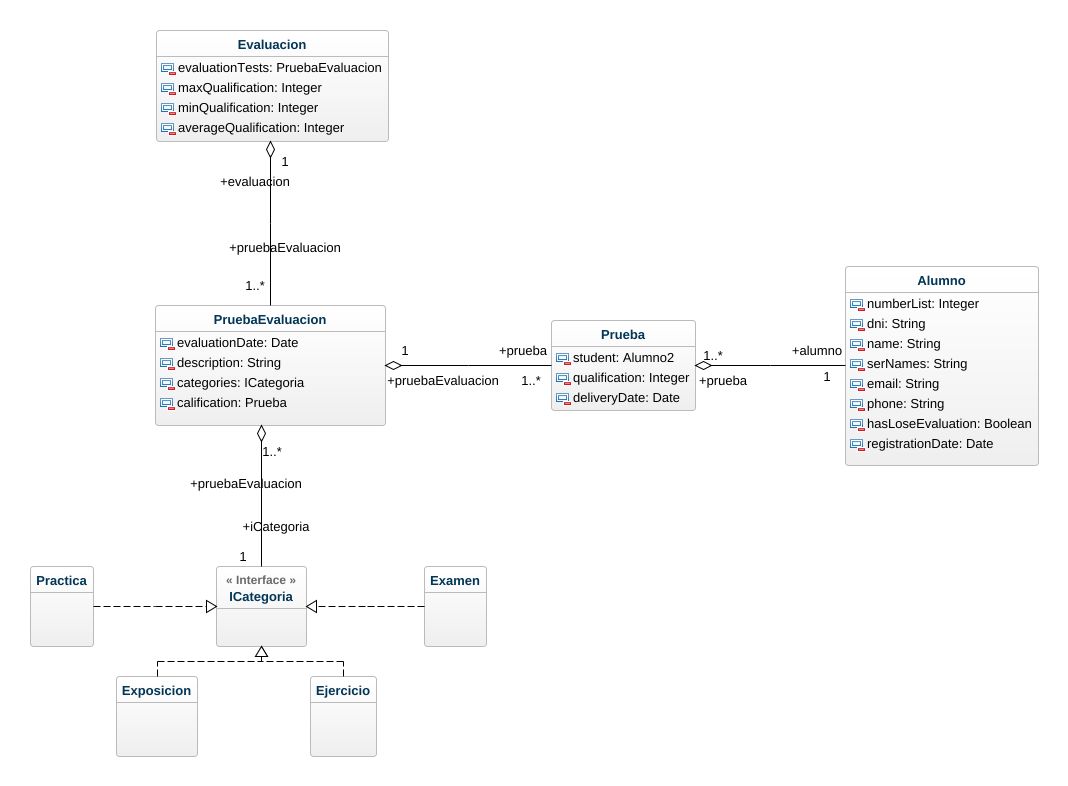 Evaluacion
evaluationTests: PruebaEvaluacion
maxQualification: Integer
minQualification: Integer
averageQualification: Integer
1
+evaluacion
+pruebaEvaluacion
1..*
PruebaEvaluacion
evaluationDate: Date
description: String
categories: ICategoria
calification: Prueba
1
+pruebaEvaluacion
+prueba
1..*
Prueba
student: Alumno2
qualification: Integer
deliveryDate: Date
1..*
+prueba
+alumno
1
Alumno
numberList: Integer
dni: String
name: String
serNames: String
email: String
phone: String
hasLoseEvaluation: Boolean
registrationDate: Date
1..*
+pruebaEvaluacion
+iCategoria
1
Practica
« Interface »
ICategoria
Examen
Exposicion
Ejercicio